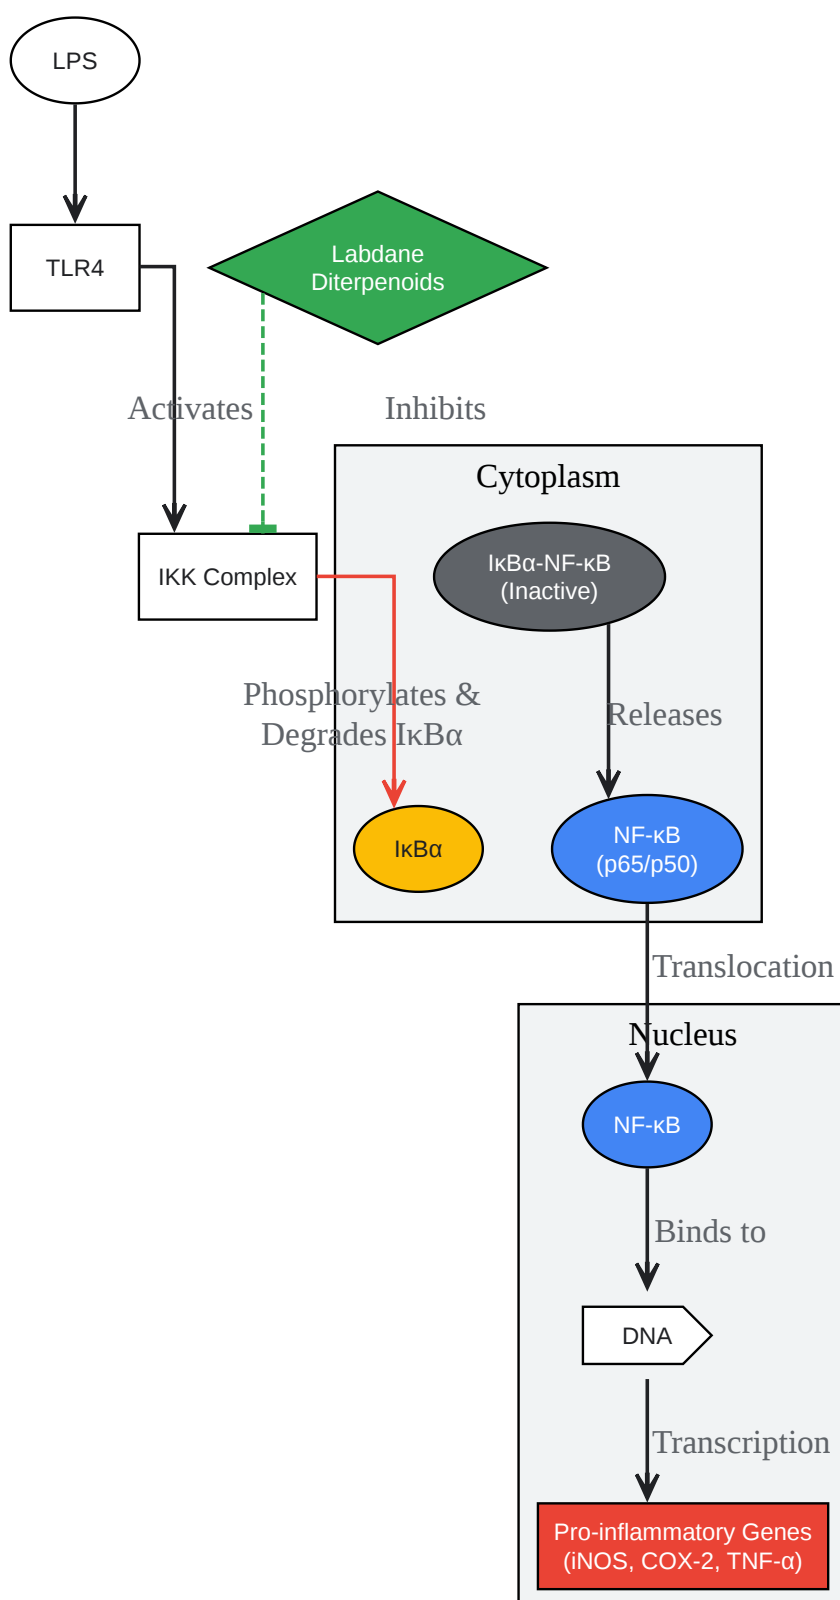 LPS
TLR4
Labdane
Diterpenoids
Activates
Inhibits
Cytoplasm
IKK Complex
IκBα-NF-κB
(Inactive)
Phosphorylates &
Degrades IκBα
Releases
IκBα
NF-κB
(p65/p50)
Translocation
Nucleus
NF-κB
Binds to
DNA
Transcription
Pro-inflammatory Genes
(iNOS, COX-2, TNF-α)